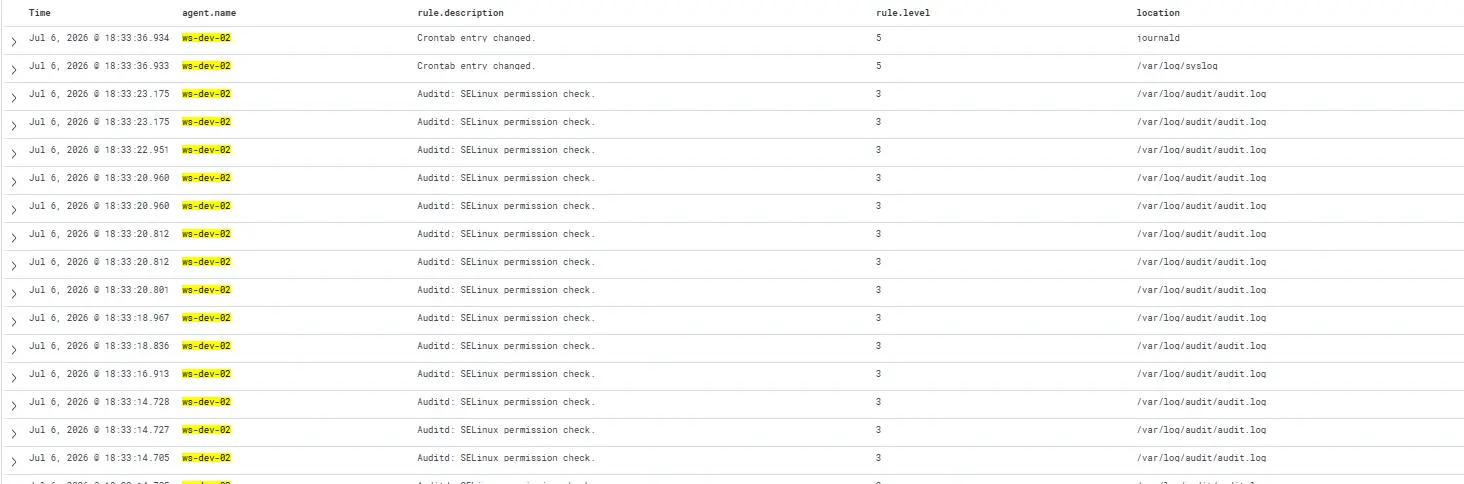 Time agent.name rule.description rule.level location
Jul 6, 2026 @ 18:33:36.934 ws-dev-02 Crontab entry changed. 5 journald
Jul 6, 2026 @ 18:33:36.933 ws-dev-02 Crontab entry changed. 5 /var/log/syslog
Jul 6, 2026 @ 18:33:23.175 ws-dev-02 Auditd: SELinux permission check. 3 /var/log/audit/audit.log
Jul 6, 2026 @ 18:33:23.175 ws-dev-02 Auditd: SELinux permission check. 3 /var/log/audit/audit.log
Jul 6, 2026 @ 18:33:22.951 ws-dev-02 Auditd: SELinux permission check. 3 /var/log/audit/audit.log
Jul 6, 2026 @ 18:33:20.960 ws-dev-02 Auditd: SELinux permission check. 3 /var/log/audit/audit.log
Jul 6, 2026 @ 18:33:20.960 ws-dev-02 Auditd: SELinux permission check. 3 /var/log/audit/audit.log
Jul 6, 2026 @ 18:33:20.812 ws-dev-02 Auditd: SELinux permission check. 3 /var/log/audit/audit.log
Jul 6, 2026 @ 18:33:20.812 ws-dev-02 Auditd: SELinux permission check. 3 /var/log/audit/audit.log
Jul 6, 2026 @ 18:33:20.801 ws-dev-02 Auditd: SELinux permission check. 3 /var/log/audit/audit.log
Jul 6, 2026 @ 18:33:18.967 ws-dev-02 Auditd: SELinux permission check. 3 /var/log/audit/audit.log
Jul 6, 2026 @ 18:33:18.836 ws-dev-02 Auditd: SELinux permission check. 3 /var/log/audit/audit.log
Jul 6, 2026 @ 18:33:16.913 ws-dev-02 Auditd: SELinux permission check. 3 /var/log/audit/audit.log
Jul 6, 2026 @ 18:33:14.728 ws-dev-02 Auditd: SELinux permission check. 3 /var/log/audit/audit.log
Jul 6, 2026 @ 18:33:14.727 ws-dev-02 Auditd: SELinux permission check. 3 /var/log/audit/audit.log
Jul 6, 2026 @ 18:33:14.705 ws-dev-02 Auditd: SELinux permission check. 3 /var/log/audit/audit.log